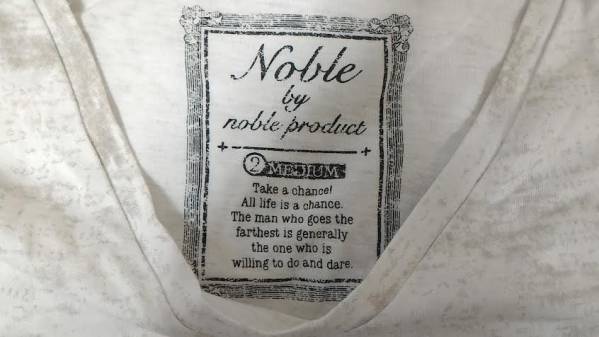 Noble
by
noble product
2 MEDIUM
Take a chance!
All life is a chance.
The man who goes the
farthest is generally
the one who is
willing to do and dare.